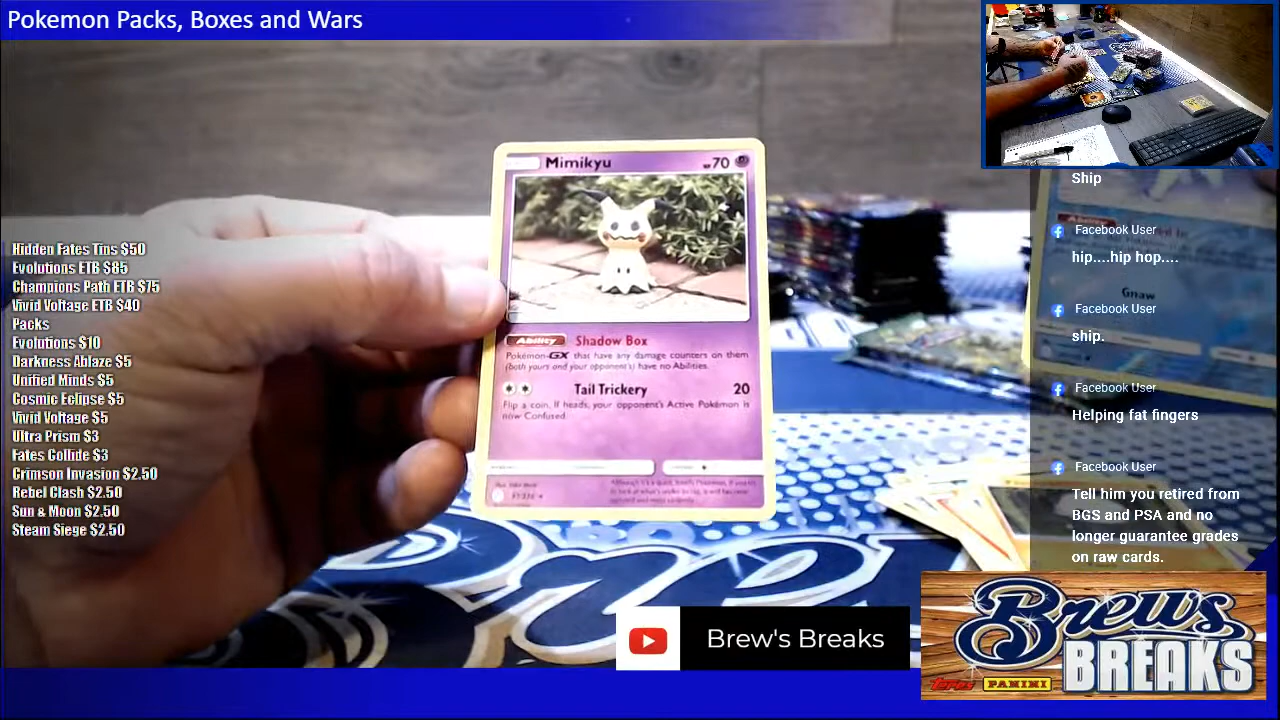 Pokemon Packs, Boxes and Wars
Hidden Fates Tins $50
Evolutions ETB $85
Champions Path ETB $75
Vivid Voltage ETB $40
Packs
Evolutions $10
Darkness Ablaze $5
Unified Minds $5
Cosmic Eclipse $5
Vivid Voltage $5
Ultra Prism $3
Fates Collide $3
Crimson Invasion $2.50
Rebel Clash $2.50
Sun & Moon $2.50
Steam Siege $2.50
Mimikyu
70
Ability Shadow Box
Pokémon-GX that have any damage counters on them
(both yours and your opponent's) have no Abilities.
Tail Trickery 20
Flip a coin. If heads, your opponent's Active Pokémon is
now Confused.
Ability
Gnaw
Ship
Facebook User
hip....hip hop....
Facebook User
ship.
Facebook User
Helping fat fingers
Facebook User
Tell him you retired from
BGS and PSA and no
longer guarantee grades
on raw cards.
Brew's Breaks
Brew's
BREAKS
Topps PANINI